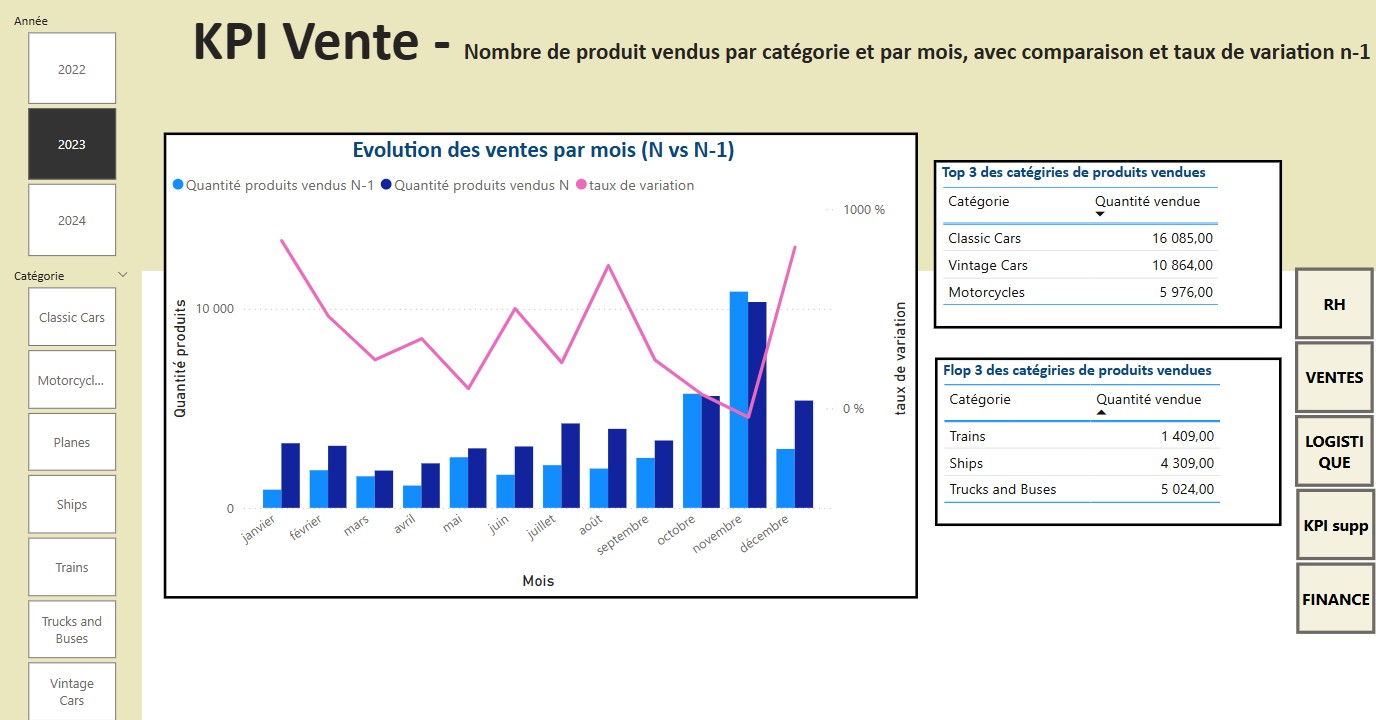 Année
2022
2023
2024
Catégorie
Classic Cars
Motorcycl...
Planes
Ships
Trains
Trucks and
Buses
Vintage
Cars
KPI Vente - Nombre de produit vendus par catégorie et par mois, avec comparaison et taux de variation n-1
Evolution des ventes par mois (N vs N-1)
Quantité produits vendus N-1 Quantité produits vendus N taux de variation
Quantité produits
10 000
0
1000 %
0 %
taux de variation
janvier février mars avril mai juin juillet août septembre octobre novembre décembre
Mois
Top 3 des catégiries de produits vendues
Catégorie Quantité vendue
Classic Cars 16 085,00
Vintage Cars 10 864,00
Motorcycles 5 976,00
Flop 3 des catégiries de produits vendues
Catégorie Quantité vendue
Trains 1 409,00
Ships 4 309,00
Trucks and Buses 5 024,00
RH
VENTES
LOGISTI
QUE
KPI supp
FINANCE